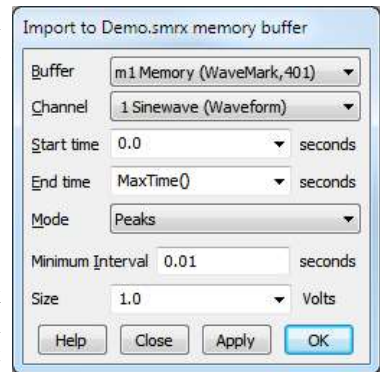 Import to Demo.smrx memory buffer
Buffer m1 Memory (WaveMark,401)
Channel 1 Sinewave (Waveform)
Start time 0.0 seconds
End time MaxTime() seconds
Mode Peaks
Minimum Interval 0.01 seconds
Size 1.0 Volts
Help Close Apply OK